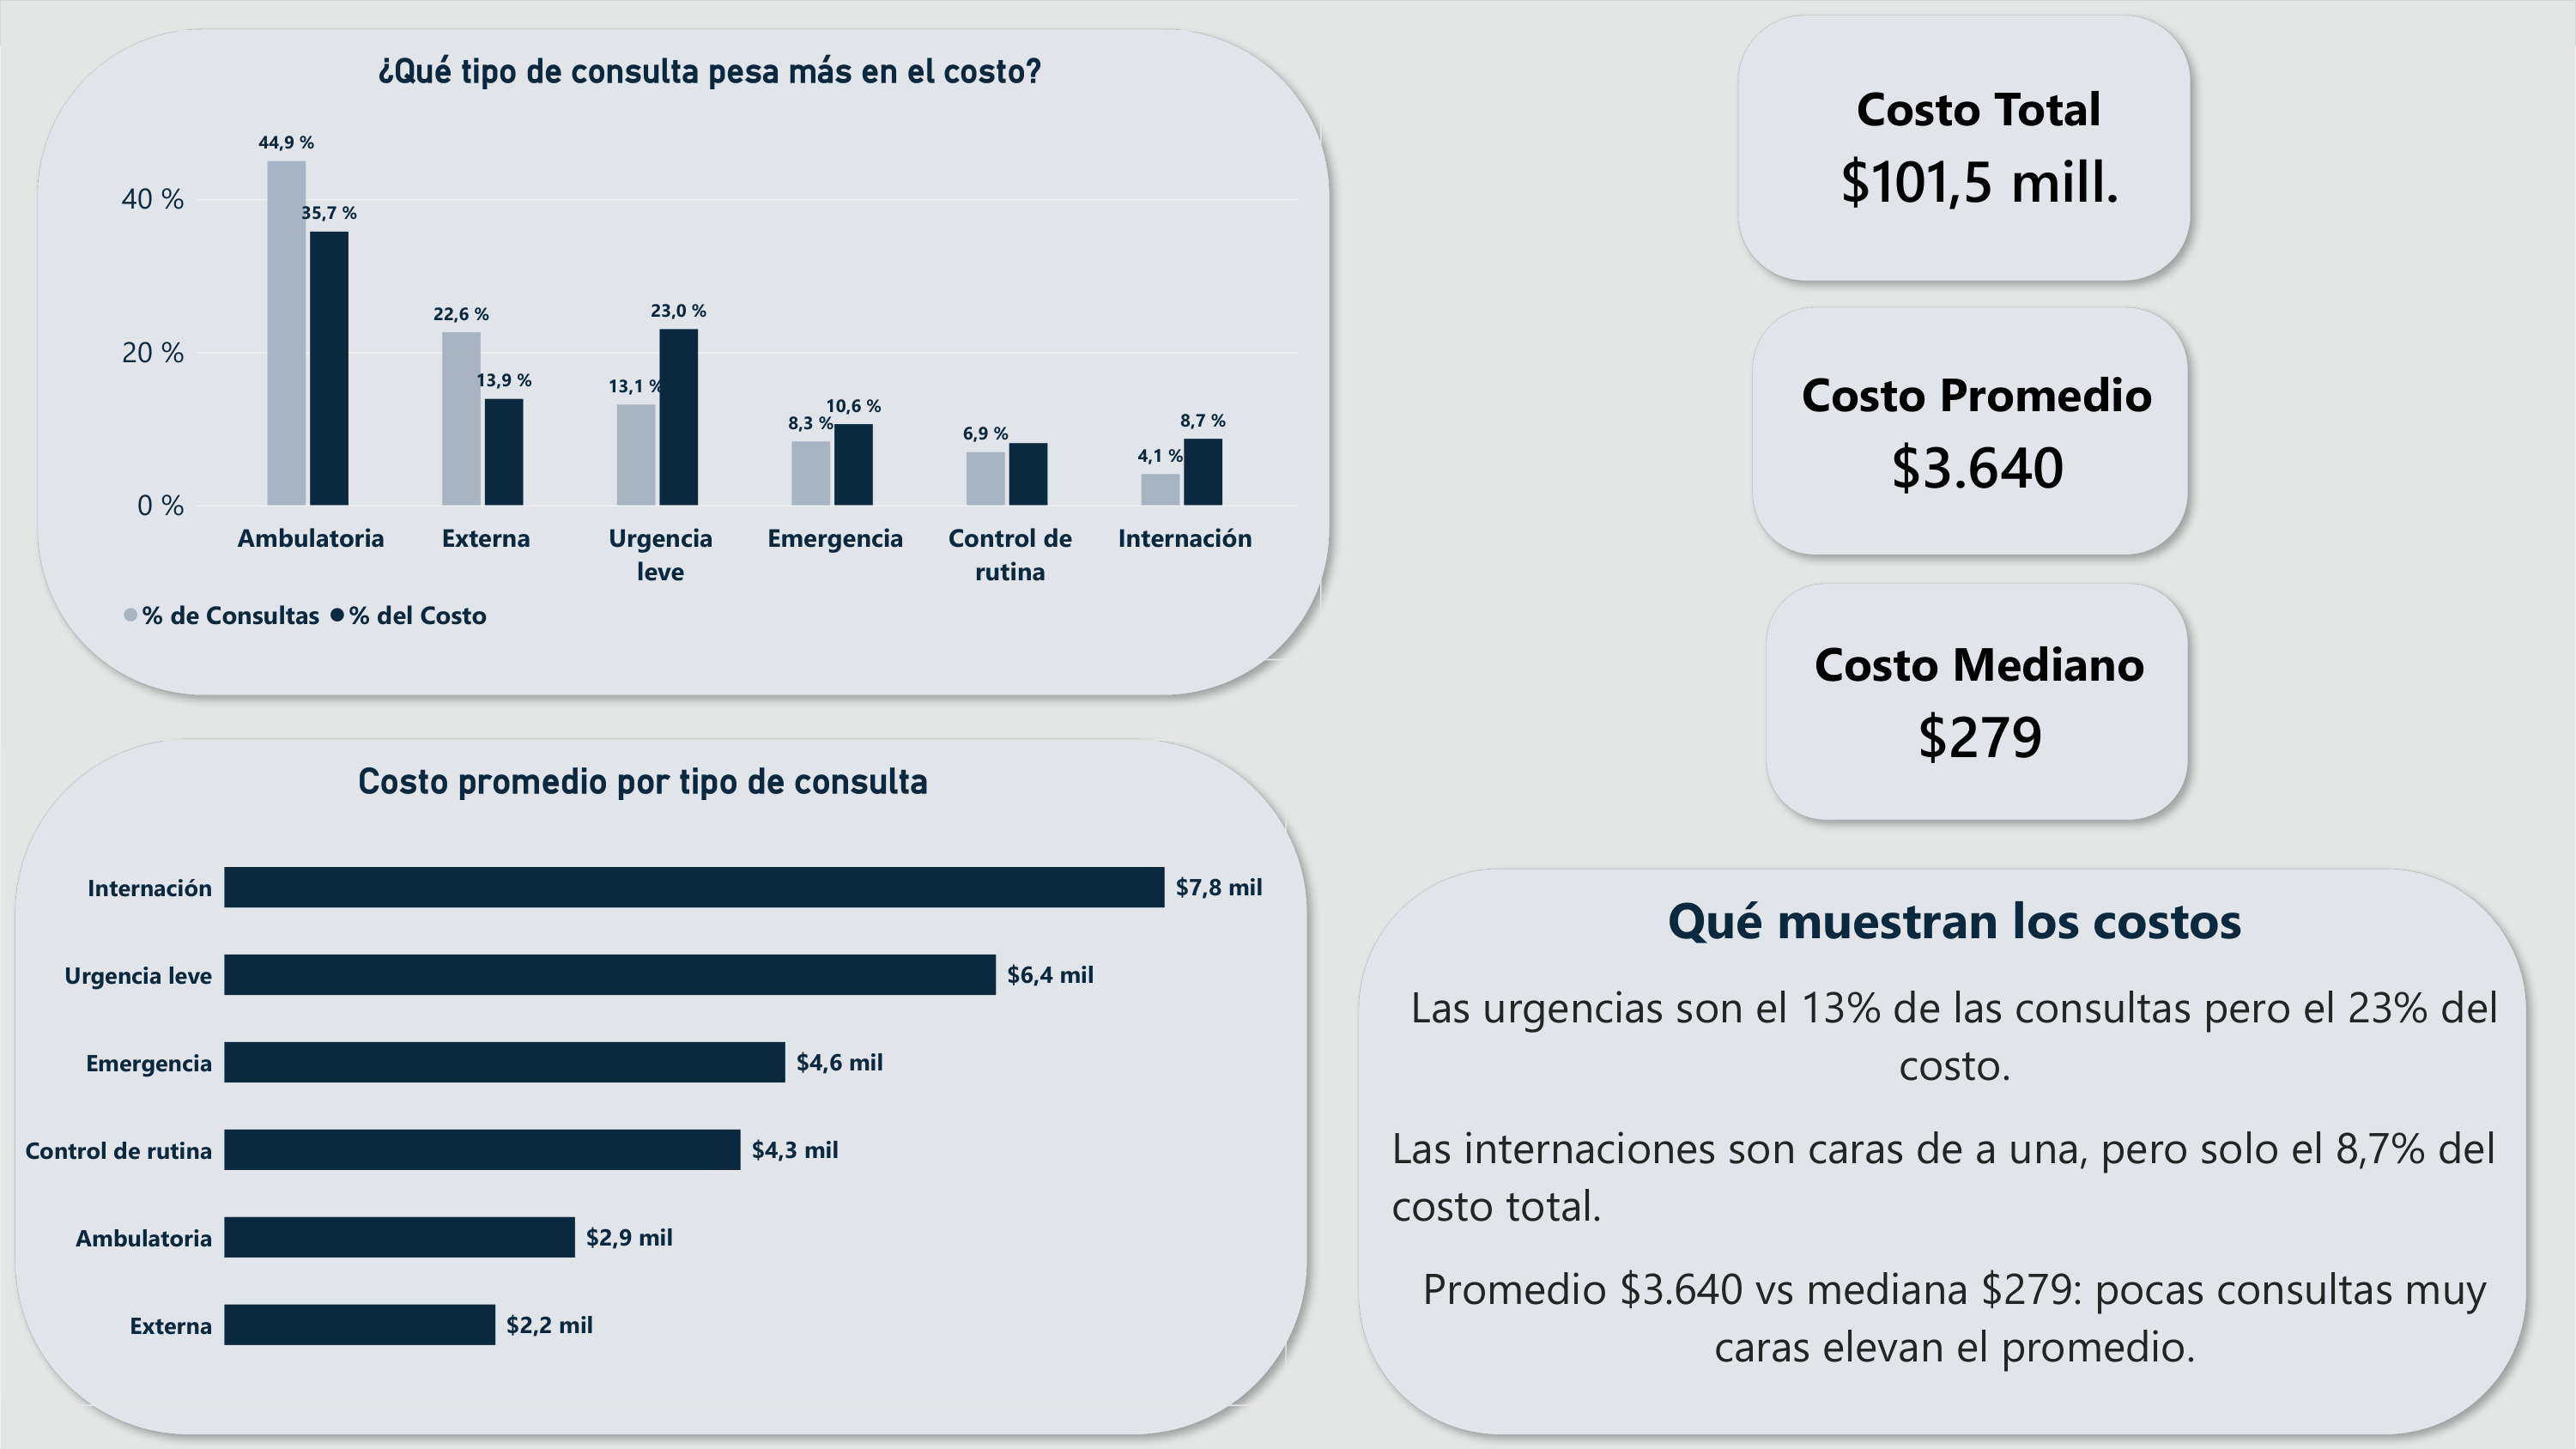 ¿Qué tipo de consulta pesa más en el costo?
44,9 %
35,7 %
22,6 %
13,9 %
13,1 %
23,0 %
8,3 %
10,6 %
6,9 %
4,1 %
8,7 %
40 %
20 %
0 %
Ambulatoria
Externa
Urgencia
leve
Emergencia
Control de
rutina
Internación
% de Consultas
% del Costo
Costo Total
$101,5 mill.
Costo Promedio
$3.640
Costo Mediano
$279
Costo promedio por tipo de consulta
Internación
$7,8 mil
Urgencia leve
$6,4 mil
Emergencia
$4,6 mil
Control de rutina
$4,3 mil
Ambulatoria
$2,9 mil
Externa
$2,2 mil
Qué muestran los costos
Las urgencias son el 13% de las consultas pero el 23% del
costo.
Las internaciones son caras de a una, pero solo el 8,7% del
costo total.
Promedio $3.640 vs mediana $279: pocas consultas muy
caras elevan el promedio.